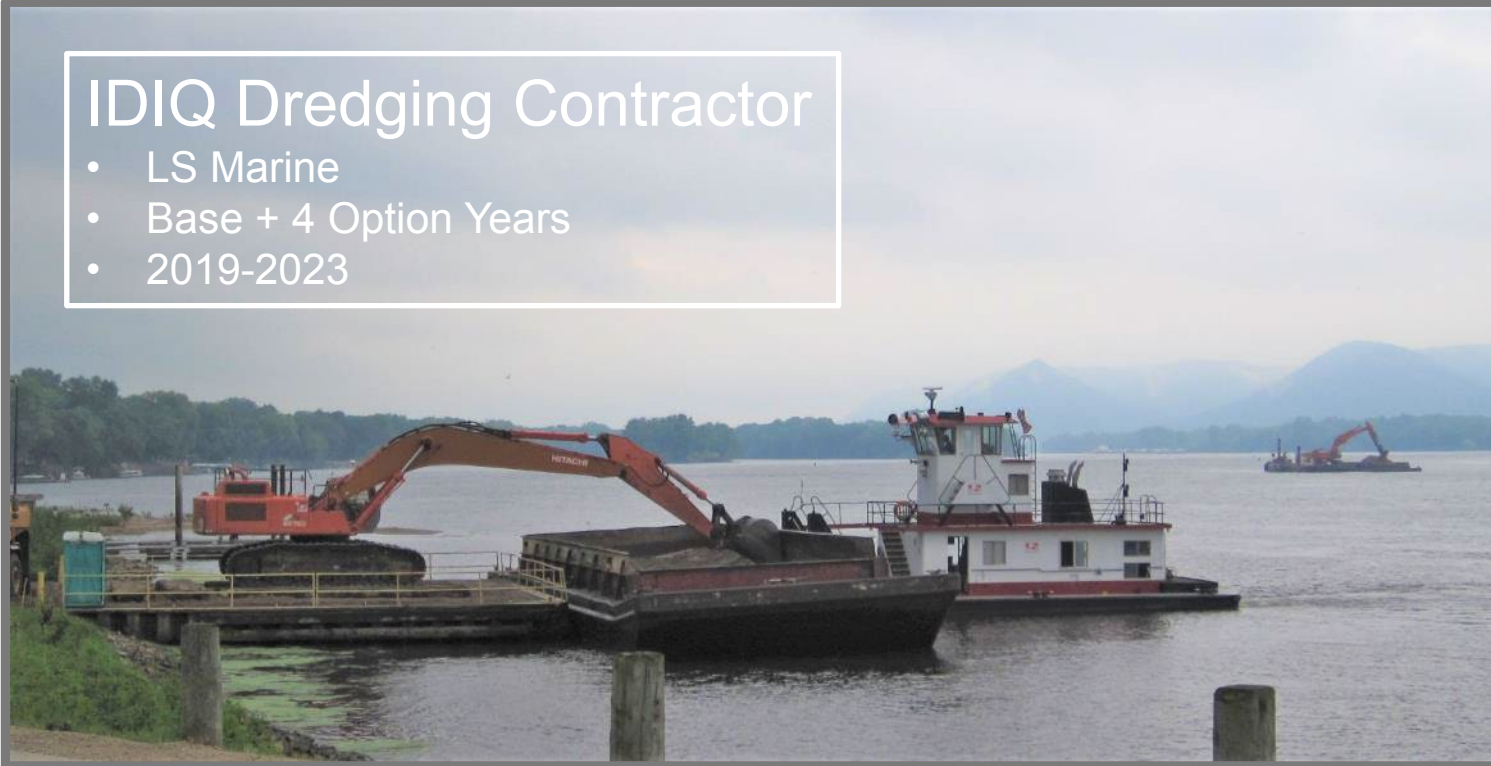 IDIQ Dredging Contractor
• LS Marine
• Base + 4 Option Years
• 2019-2023
HITACHI